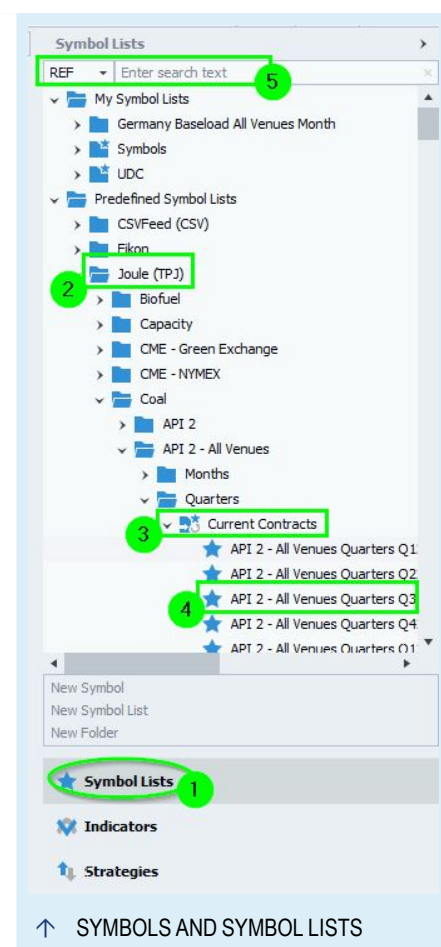 Symbol Lists
REF Enter search text
5
My Symbol Lists
Germany Baseload All Venues Month
Symbols
UDC
Predefined Symbol Lists
CSVFeed (CSV)
Eikon
2 Joule (TPJ)
Biofuel
Capacity
CME - Green Exchange
CME - NYMEX
Coal
API 2
API 2 - All Venues
Months
Quarters
3 Current Contracts
API 2 - All Venues Quarters Q1
API 2 - All Venues Quarters Q2
4 API 2 - All Venues Quarters Q3
API 2 - All Venues Quarters Q4
API 2 - All Venues Quarters Q1
New Symbol
New Symbol List
New Folder
Symbol Lists 1
Indicators
Strategies
↑ SYMBOLS AND SYMBOL LISTS